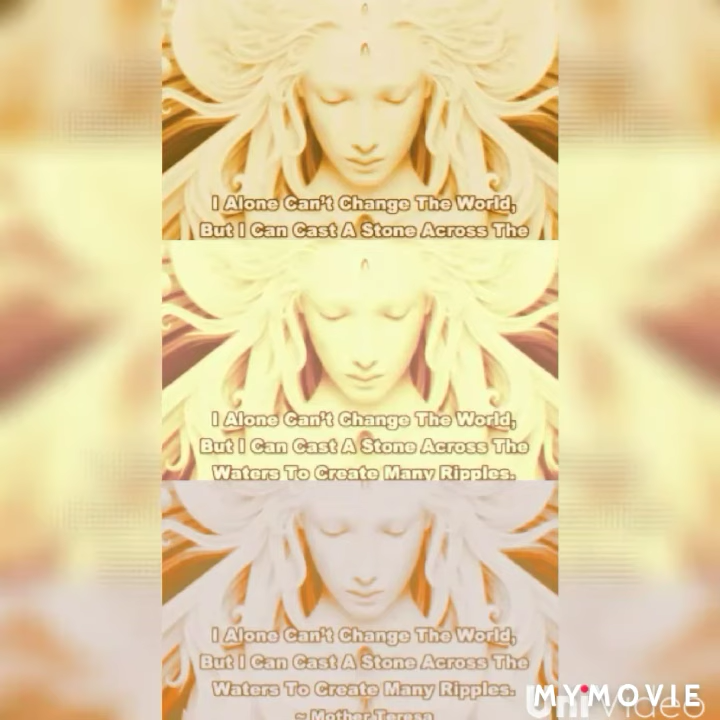 I Alone Can't Change The World,
But I Can Cast A Stone Across The
I Alone Can't Change The World,
But I Can Cast A Stone Across The
Waters To Create Many Ripples.
I Alone Can't Change The World,
But I Can Cast A Stone Across The
Waters To Create Many Ripples.
~ Mother Teresa
MYMOVIE
Uni Video